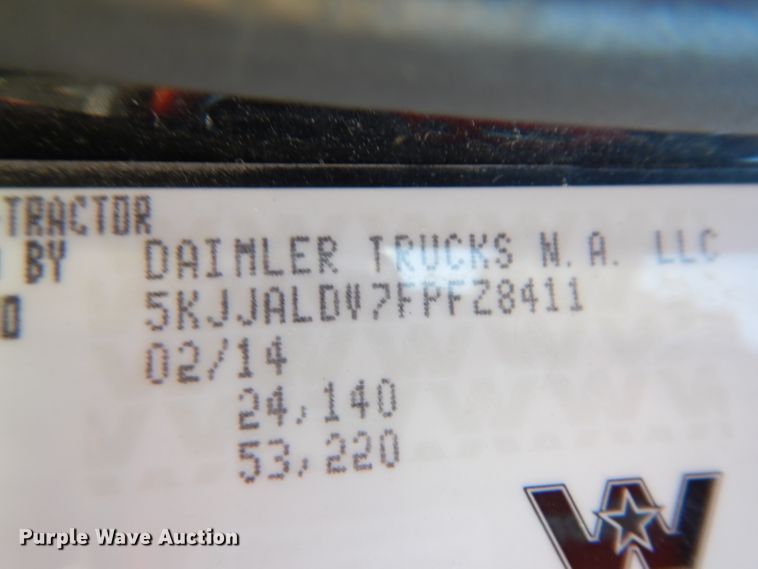 TRACTOR
BY DAIMLER TRUCKS N.A. LLC
5KJJALDV7FPFZ8411
02/14
24,140
53,220
W
Purple Wave Auction